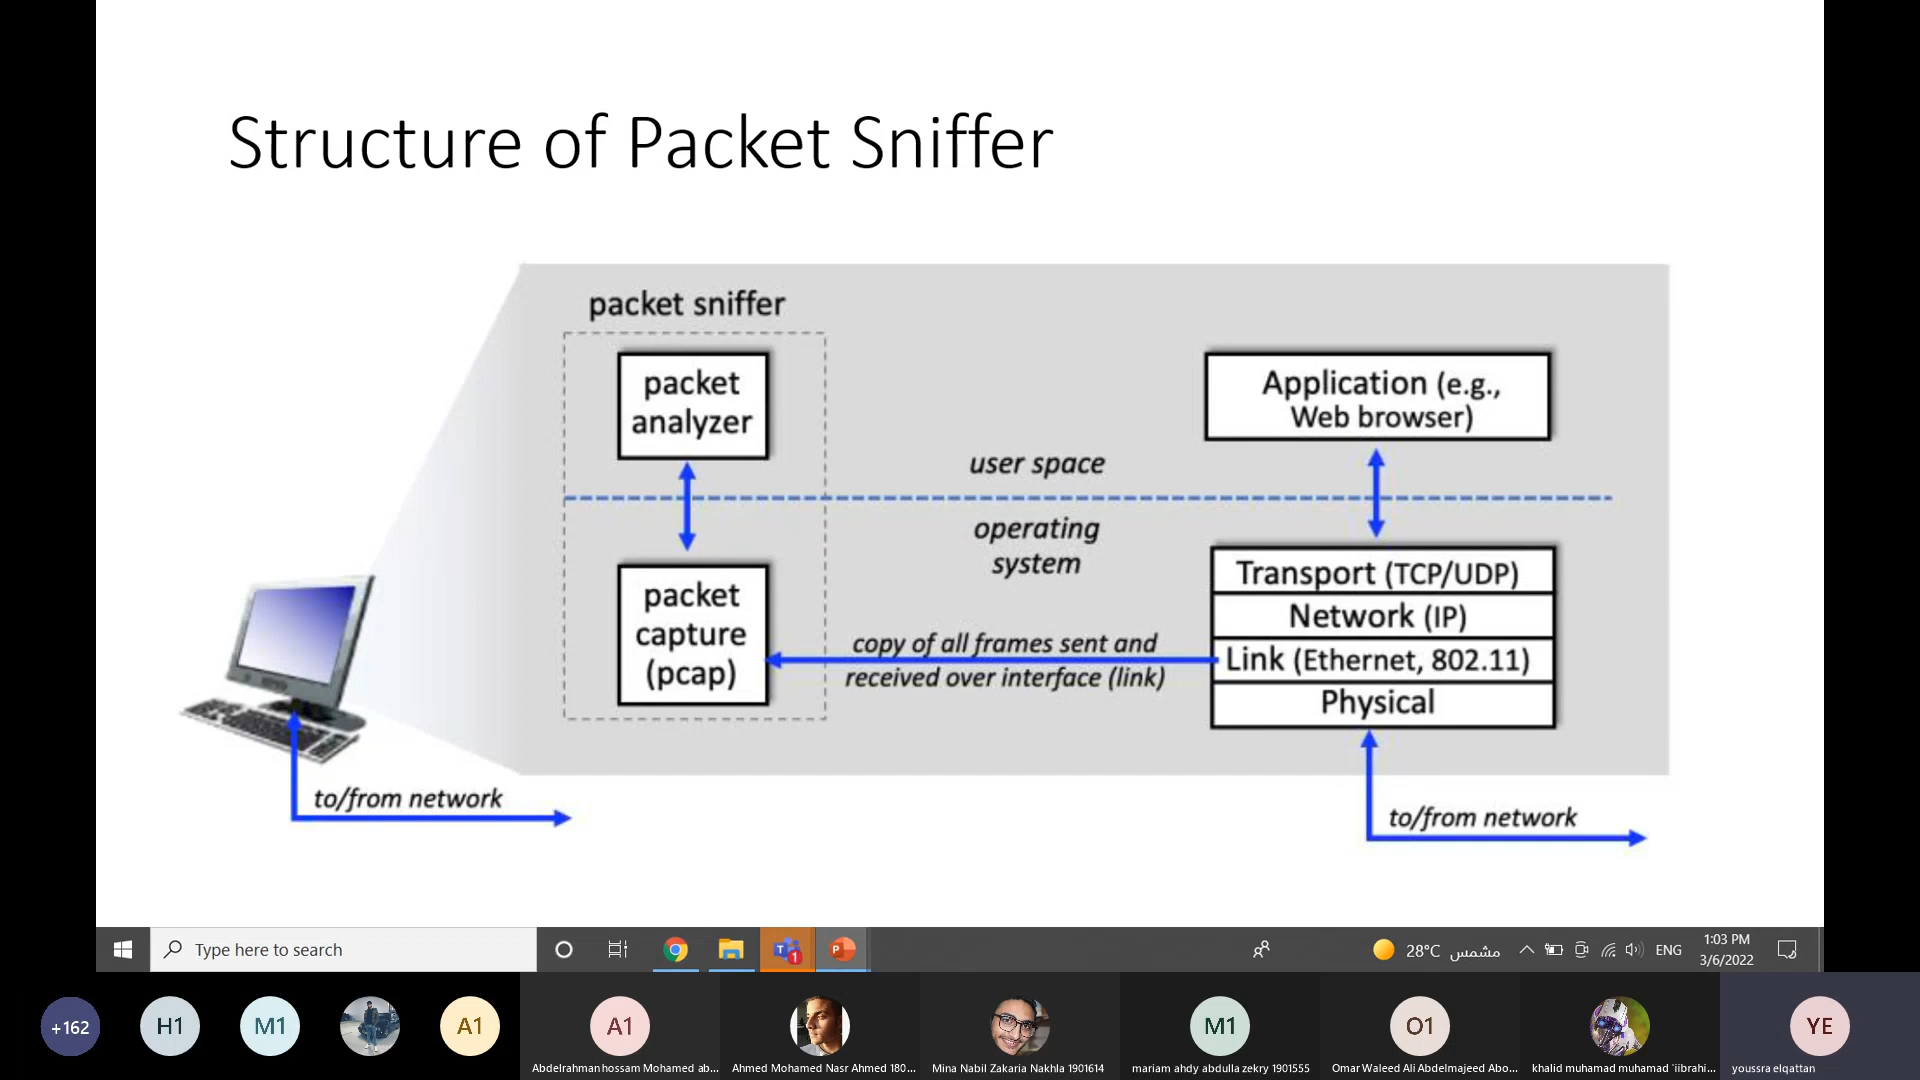 Structure of Packet Sniffer
packet sniffer
packet
analyzer
Application (e.g.,
Web browser)
user space
operating
system
packet
capture
(pcap)
copy of all frames sent and
received over interface (link)
Transport (TCP/UDP)
Network (IP)
Link (Ethernet, 802.11)
Physical
to/from network
to/from network
Type here to search
1
28°C مشمس
ENG
1:03 PM
3/6/2022
+162
H1
M1
A1
A1
M1
O1
YE
Abdelrahman hossam Mohamed ab...
Ahmed Mohamed Nasr Ahmed 180...
Mina Nabil Zakaria Nakhla 1901614
mariam ahdy abdulla zekry 1901555
Omar Waleed Ali Abdelmajeed Abo...
khalid muhamad muhamad 'iibrahi...
youssra elqattan